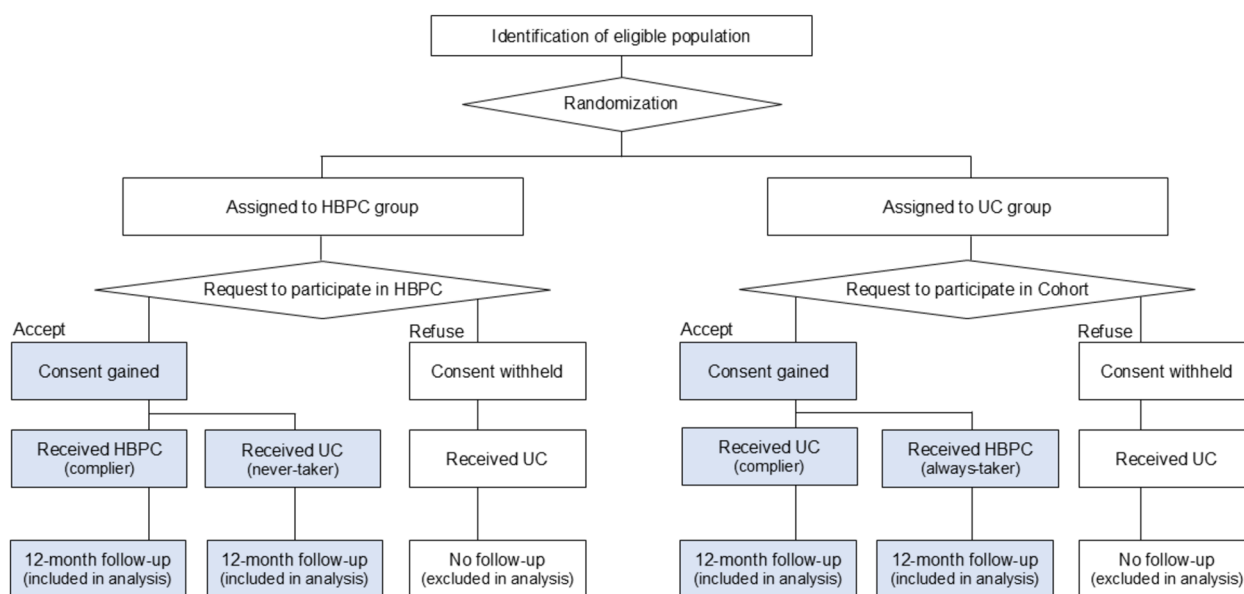 Identification of eligible population
Randomization
Assigned to HBPC group
Assigned to UC group
Request to participate in HBPC
Request to participate in Cohort
Accept
Refuse
Accept
Refuse
Consent gained
Consent withheld
Consent gained
Consent withheld
Received HBPC
(complier)
Received UC
(never-taker)
Received UC
Received UC
(complier)
Received HBPC
(always-taker)
Received UC
12-month follow-up
(included in analysis)
12-month follow-up
(included in analysis)
No follow-up
(excluded in analysis)
12-month follow-up
(included in analysis)
12-month follow-up
(included in analysis)
No follow-up
(excluded in analysis)